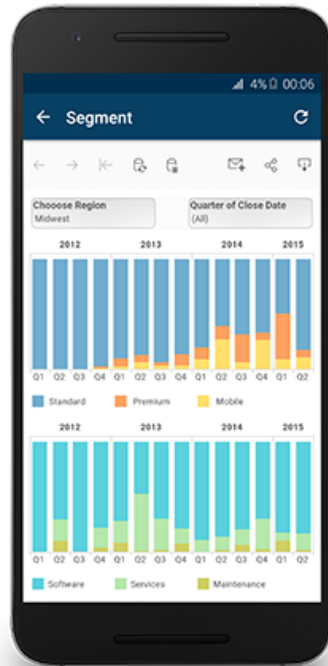 4% 00:06
Segment
Chooose Region
Midwest
Quarter of Close Date
(All)
2012 2013 2014 2015
Q1 Q2 Q3 Q4 Q1 Q2 Q3 Q4 Q1 Q2 Q3 Q4 Q1 Q2
Standard Premium Mobile
2012 2013 2014 2015
Q1 Q2 Q3 Q4 Q1 Q2 Q3 Q4 Q1 Q2 Q3 Q4 Q1 Q2
Software Services Maintenance